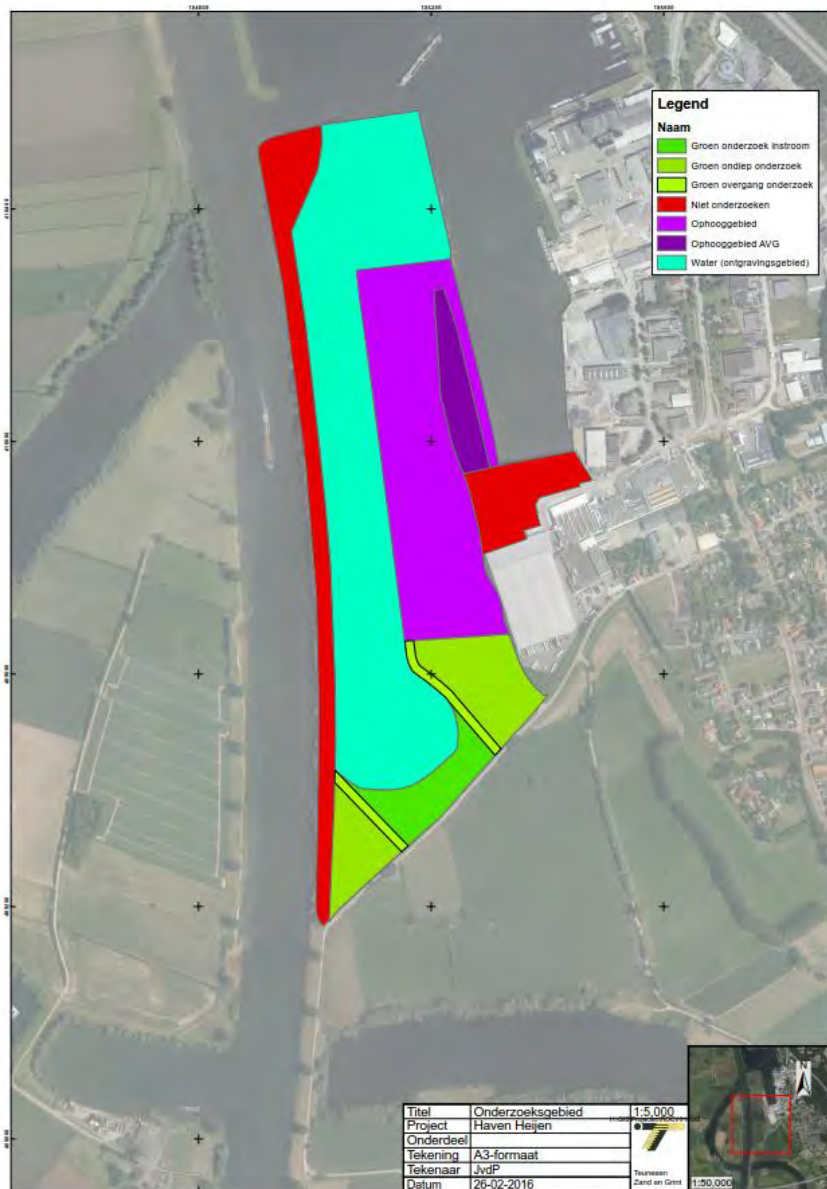 Legend
Naam
Groen onderzoek instroom
Groen ondiep onderzoek
Groen overgang onderzoek
Niet onderzoeken
Ophooggebied
Ophooggebied AVG
Water (ontgravingsgebied)
Titel Onderzoeksgebied 1:5,000
Project Haven Heijen
Onderdeel
Tekening A3-formaat
Tekenaar JvdP
Datum 26-02-2016
Teunesen
Zand en Grint
1:50,000